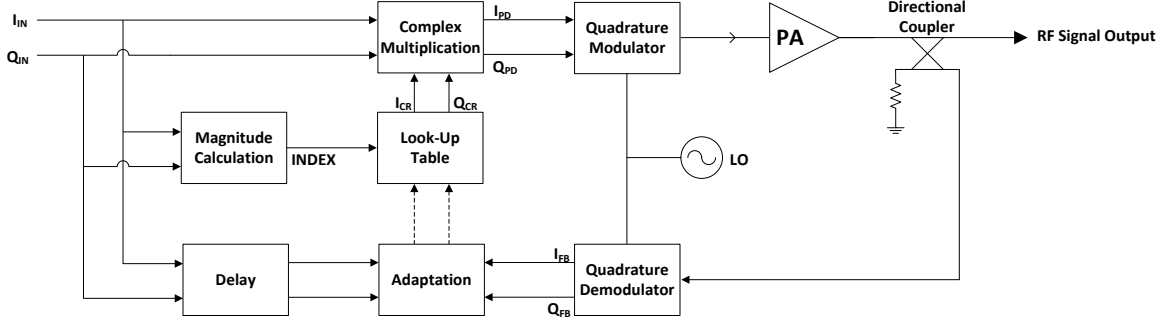 Directional
Coupler
I_IN
I_PD
Complex
Multiplication
Quadrature
Modulator
PA
RF Signal Output
Q_IN
Q_PD
I_CR
Q_CR
Magnitude
Calculation
INDEX
Look-Up
Table
LO
I_FB
Delay
Adaptation
Quadrature
Demodulator
Q_FB